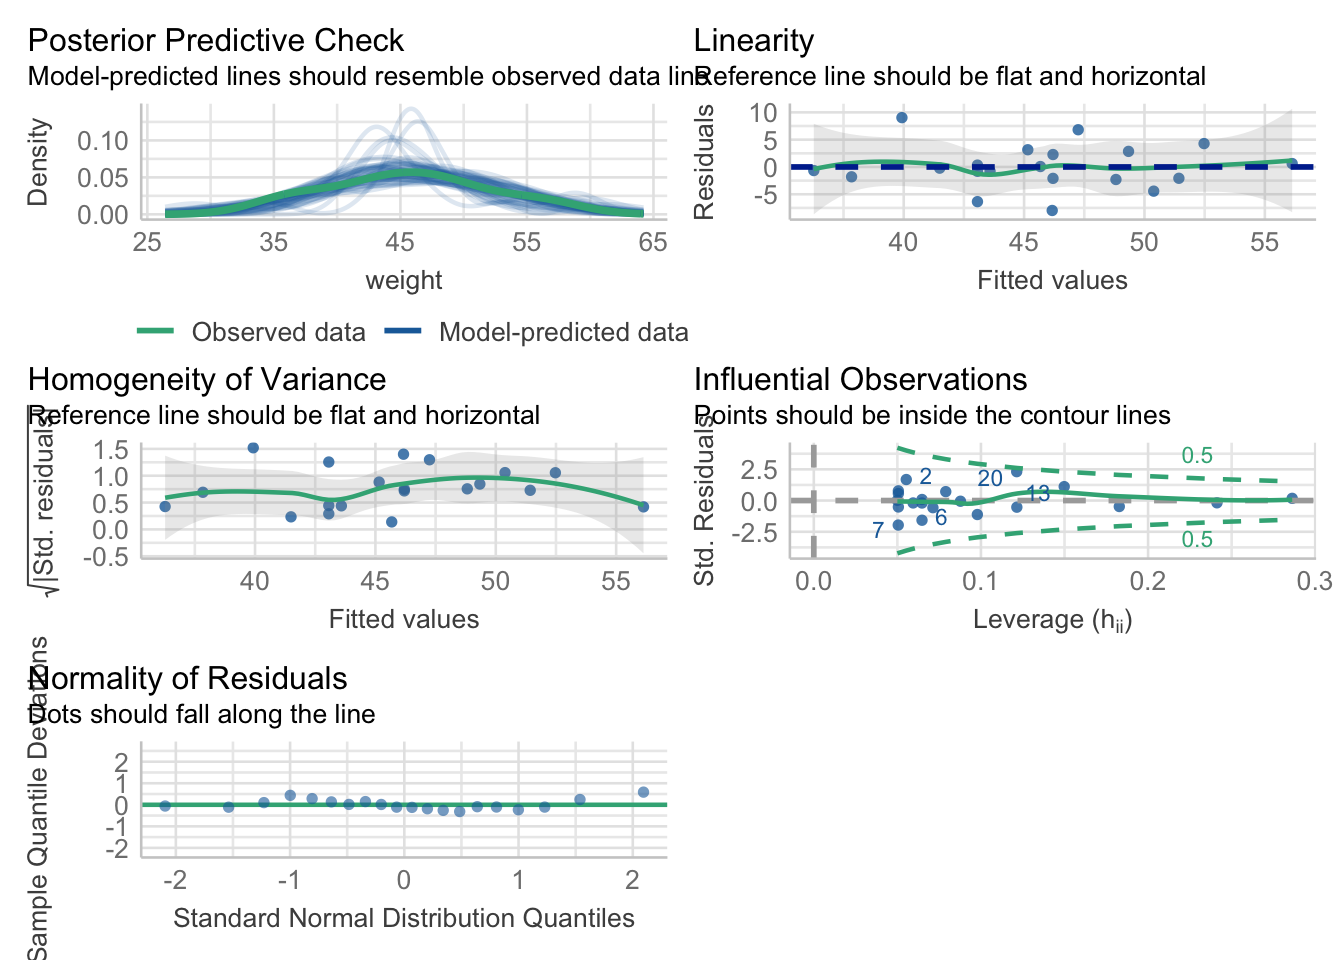 Posterior Predictive Check
Model-predicted lines should resemble observed data line
Density
0.10
0.05
0.00
25 35 45 55 65
weight
Observed data Model-predicted data
Linearity
Reference line should be flat and horizontal
Residuals
10
5
0
-5
40 45 50 55
Fitted values
Homogeneity of Variance
Reference line should be flat and horizontal
√|Std. residuals|
1.5
1.0
0.5
0.0
-0.5
40 45 50 55
Fitted values
Influential Observations
Points should be inside the contour lines
Std. Residuals
2.5
0.0
-2.5
0.5
2 20
13
6
7
0.5
0.0 0.1 0.2 0.3
Leverage (hii)
Normality of Residuals
Dots should fall along the line
Sample Quantile Deviations
2
1
0
-1
-2
-2 -1 0 1 2
Standard Normal Distribution Quantiles